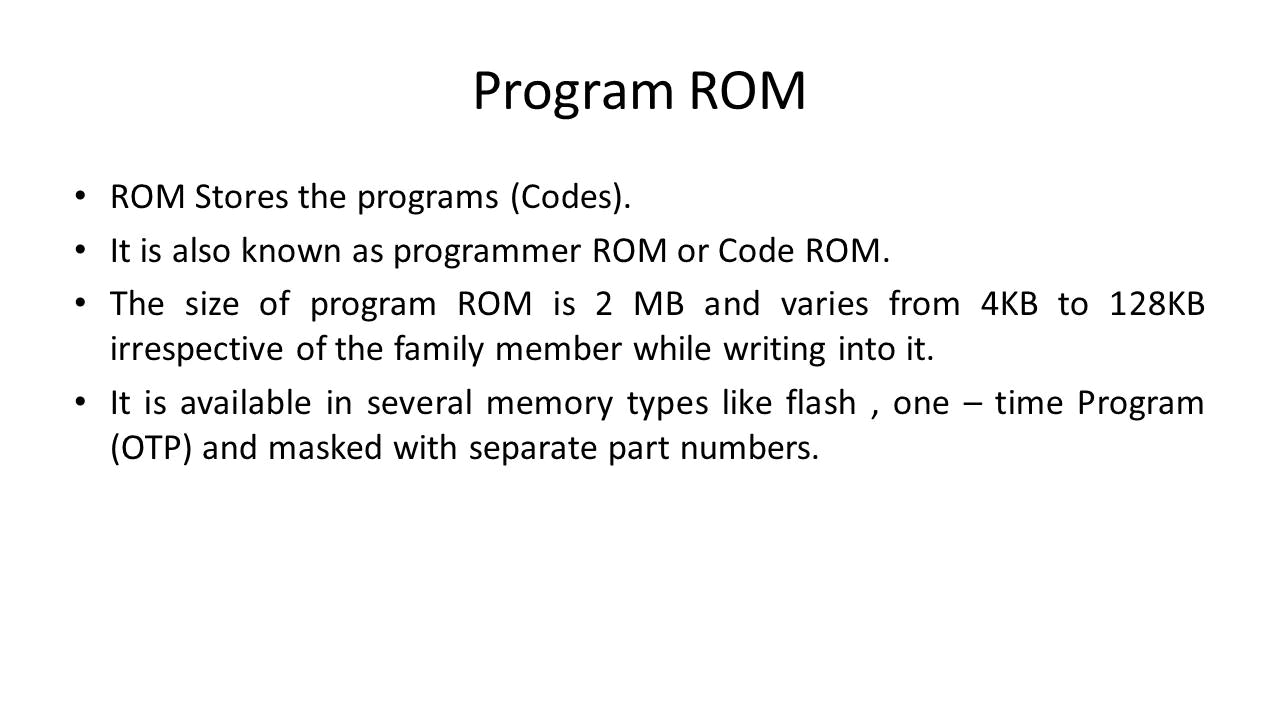 Program ROM
• ROM Stores the programs (Codes).
• It is also known as programmer ROM or Code ROM.
• The size of program ROM is 2 MB and varies from 4KB to 128KB
irrespective of the family member while writing into it.
• It is available in several memory types like flash , one – time Program
(OTP) and masked with separate part numbers.